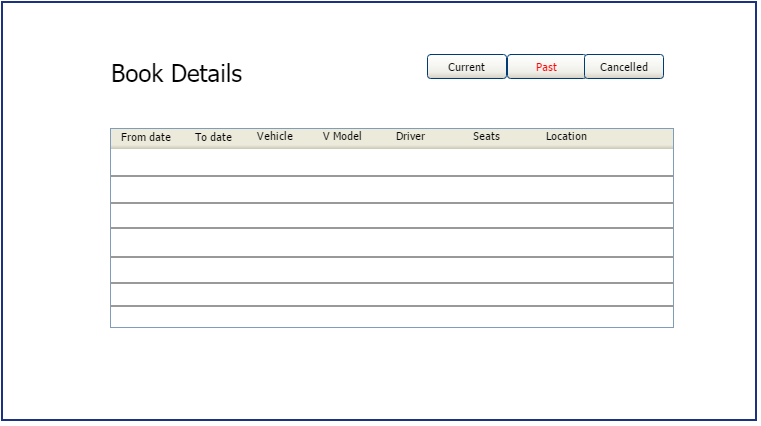 Book Details
Current Past Cancelled
From date To date Vehicle V Model Driver Seats Location